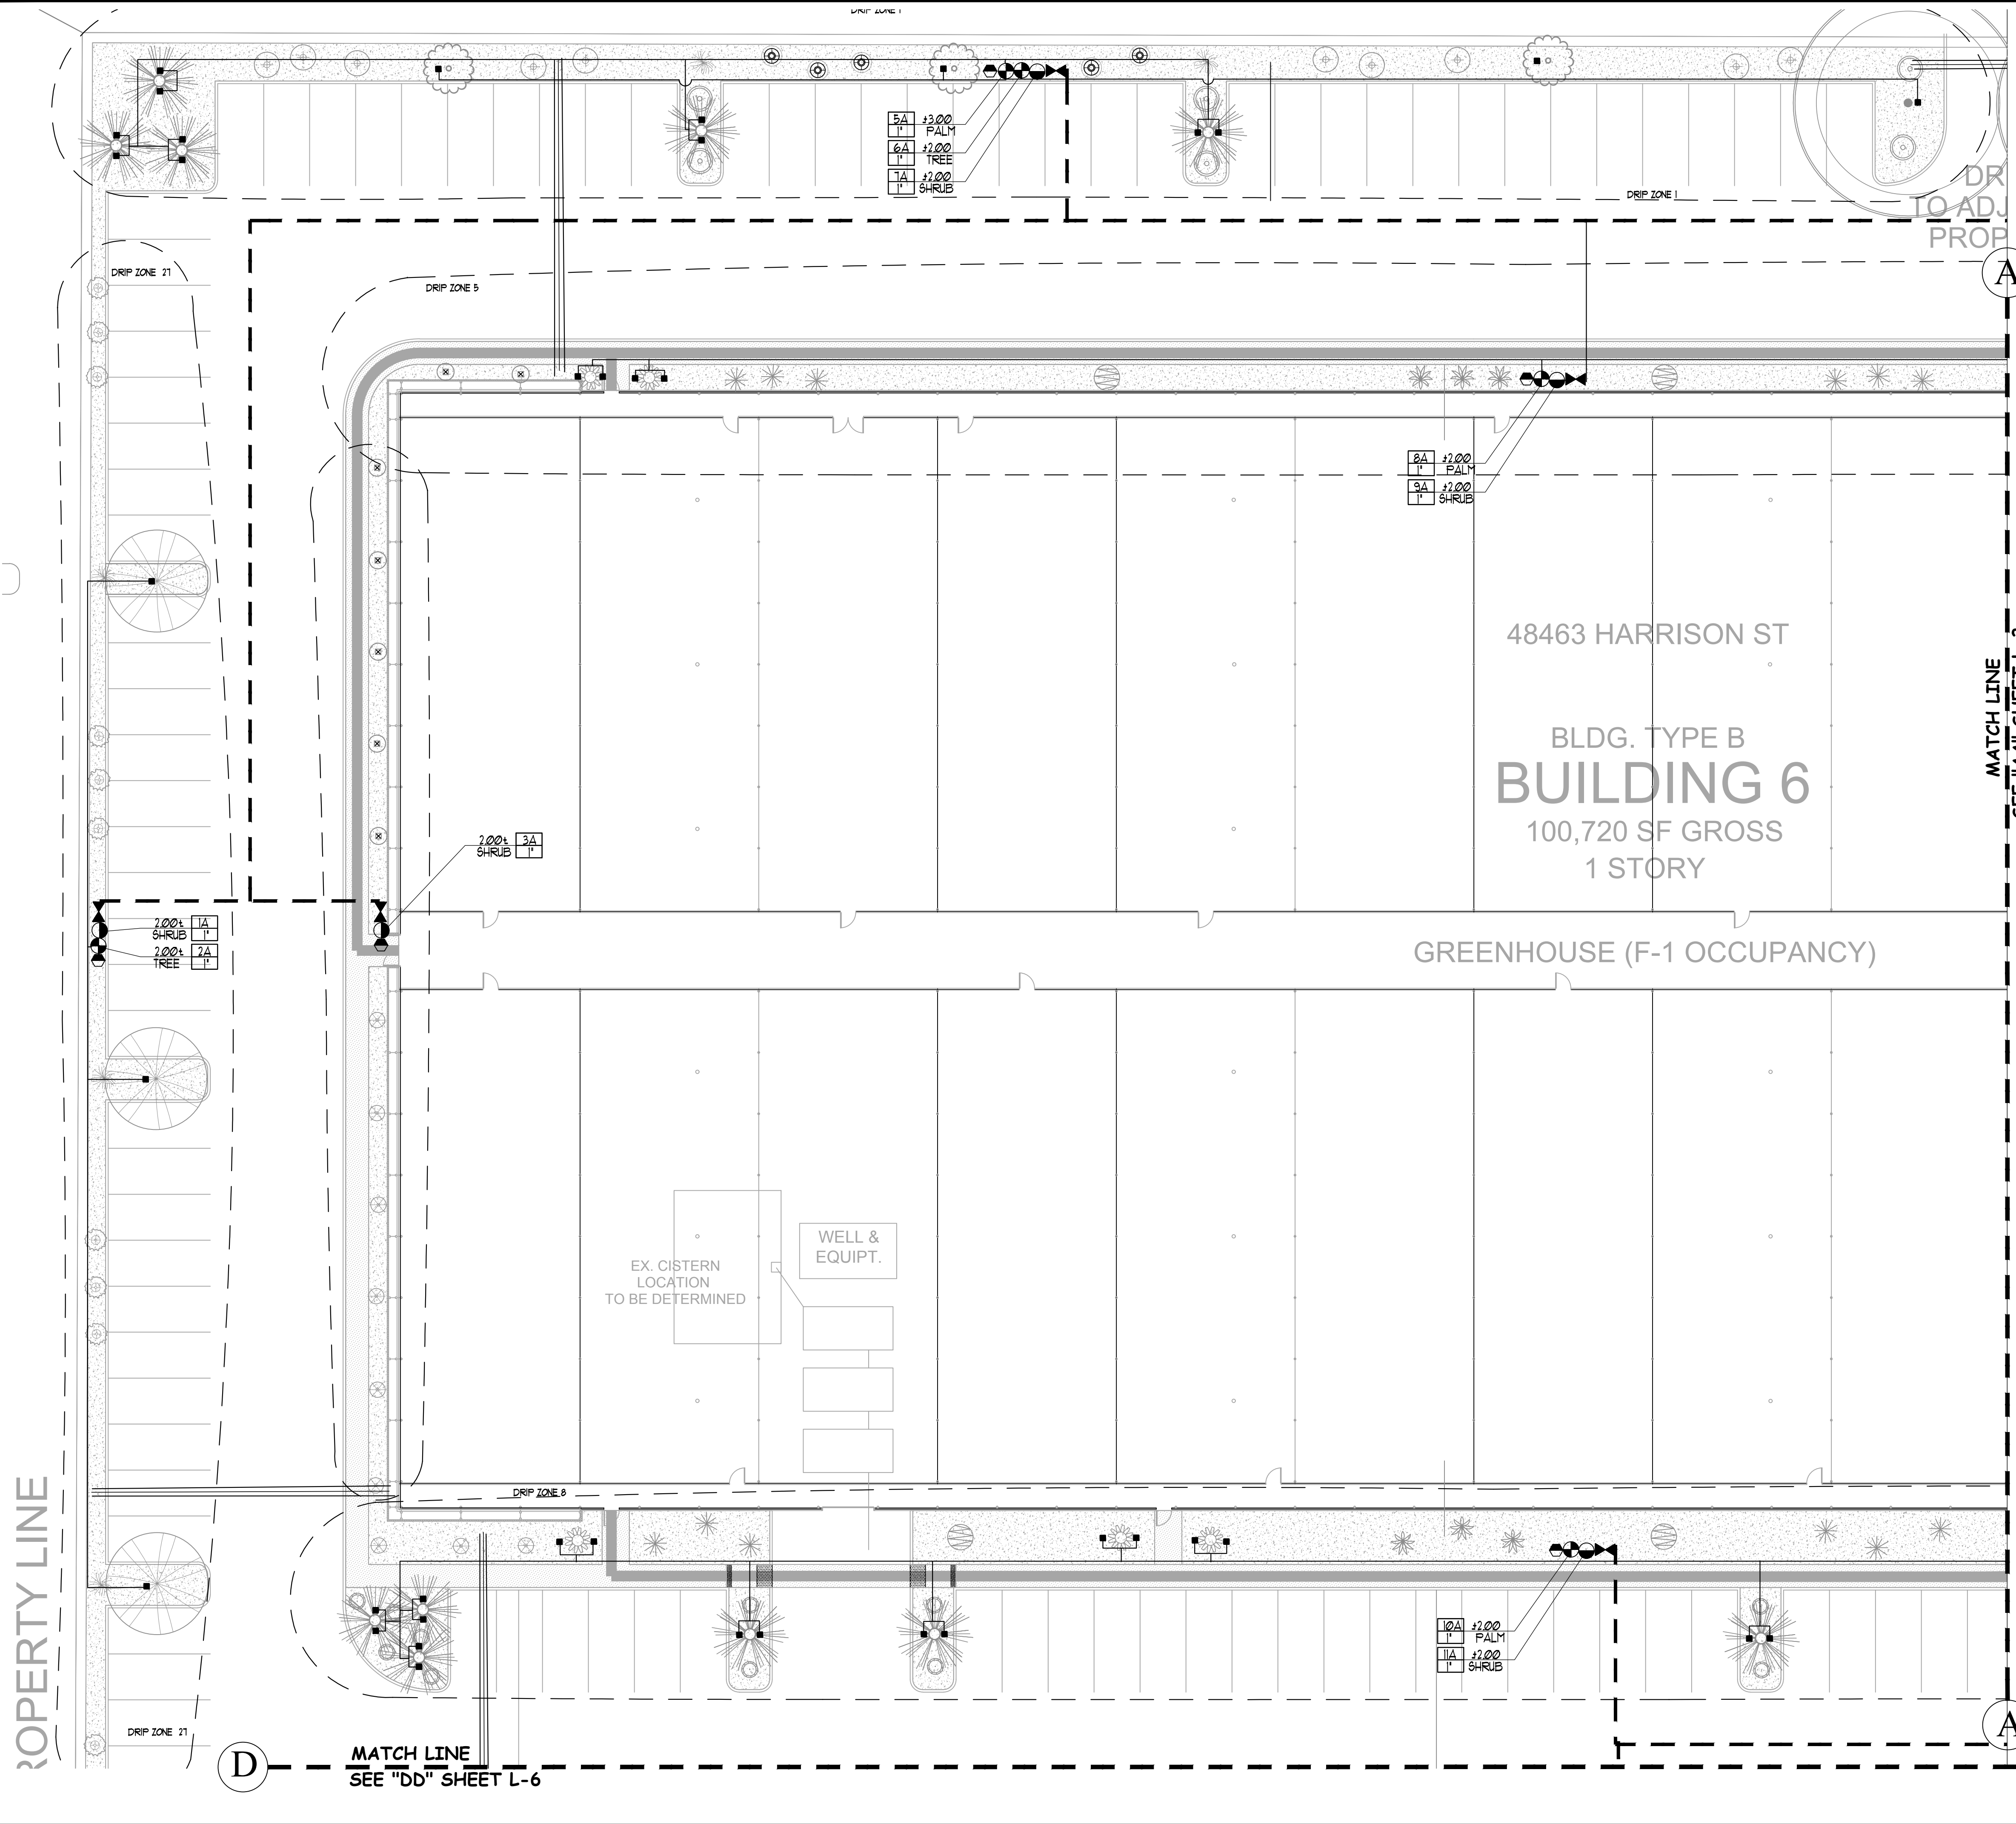 DRIP ZONE 1
5A ±3.00
1" PALM
6A ±2.00
1" TREE
7A ±2.00
1" SHRUB
DRIP ZONE 1
DR
TO ADJ
PROP
A
DRIP ZONE 27
DRIP ZONE 5
8A ±2.00
1" PALM
9A ±2.00
1" SHRUB
48463 HARRISON ST
BLDG. TYPE B
BUILDING 6
100,720 SF GROSS
1 STORY
MATCH LINE
2.00± 3A
SHRUB 1"
2.00± 1A
SHRUB 1"
2.00± 2A
TREE 1"
GREENHOUSE (F-1 OCCUPANCY)
WELL &
EQUIPT.
EX. CISTERN
LOCATION
TO BE DETERMINED
DRIP ZONE 8
ROPERTY LINE
10A ±2.00
1" PALM
11A ±2.00
1" SHRUB
DRIP ZONE 27
A
D
MATCH LINE
SEE "DD" SHEET L-6